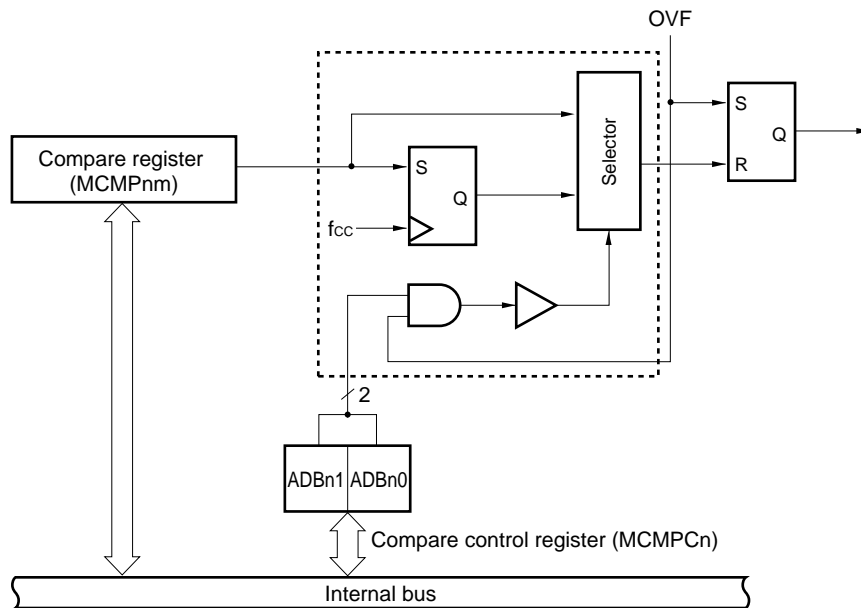 OVF
S
Q
R
Selector
Compare register
(MCMPnm)
S
Q
fCC
2
ADBn1
ADBn0
Compare control register (MCMPCn)
Internal bus